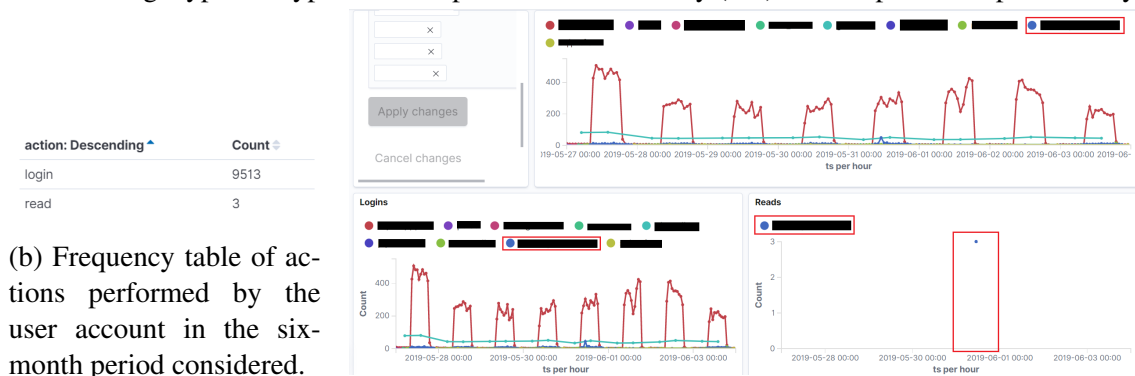 action: Descending
Count
login
9513
read
3
(b) Frequency table of ac-
tions performed by the
user account in the six-
month period considered.
×
×
×
Apply changes
Cancel changes
400
200
0
2019-05-28 00:00 2019-05-29 00:00 2019-05-30 00:00 2019-05-31 00:00 2019-06-01 00:00 2019-06-02 00:00 2019-06-03 00:00
ts per hour
Logins
Count
400
200
0
2019-05-28 00:00 2019-05-30 00:00 2019-06-01 00:00 2019-06-03 00:00
ts per hour
Reads
Count
3
2
1
0
2019-05-28 00:00 2019-05-30 00:00 2019-06-01 00:00 2019-06-03 00:00
ts per hour